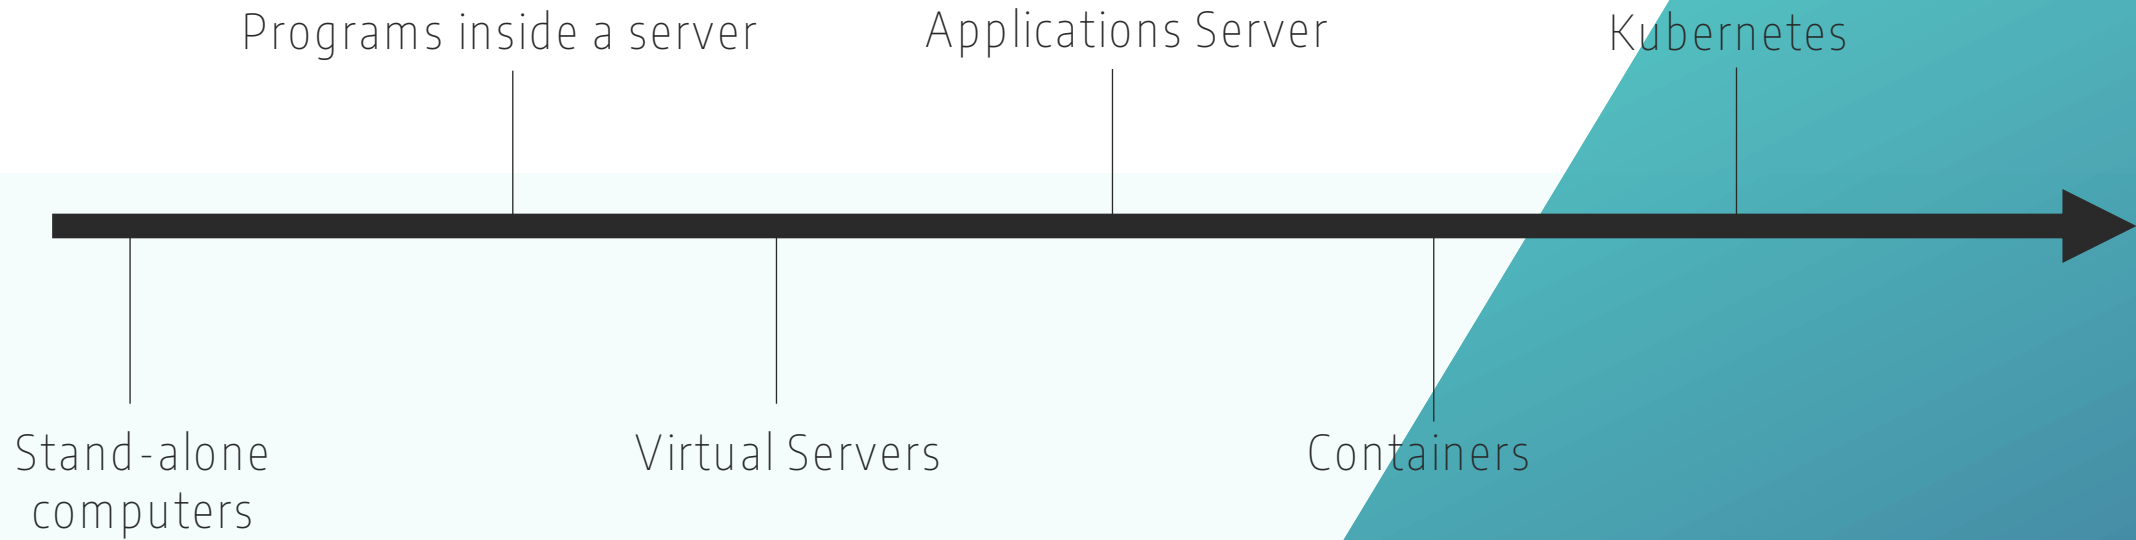 Programs inside a server
Applications Server
Kubernetes
Stand-alone
computers
Virtual Servers
Containers